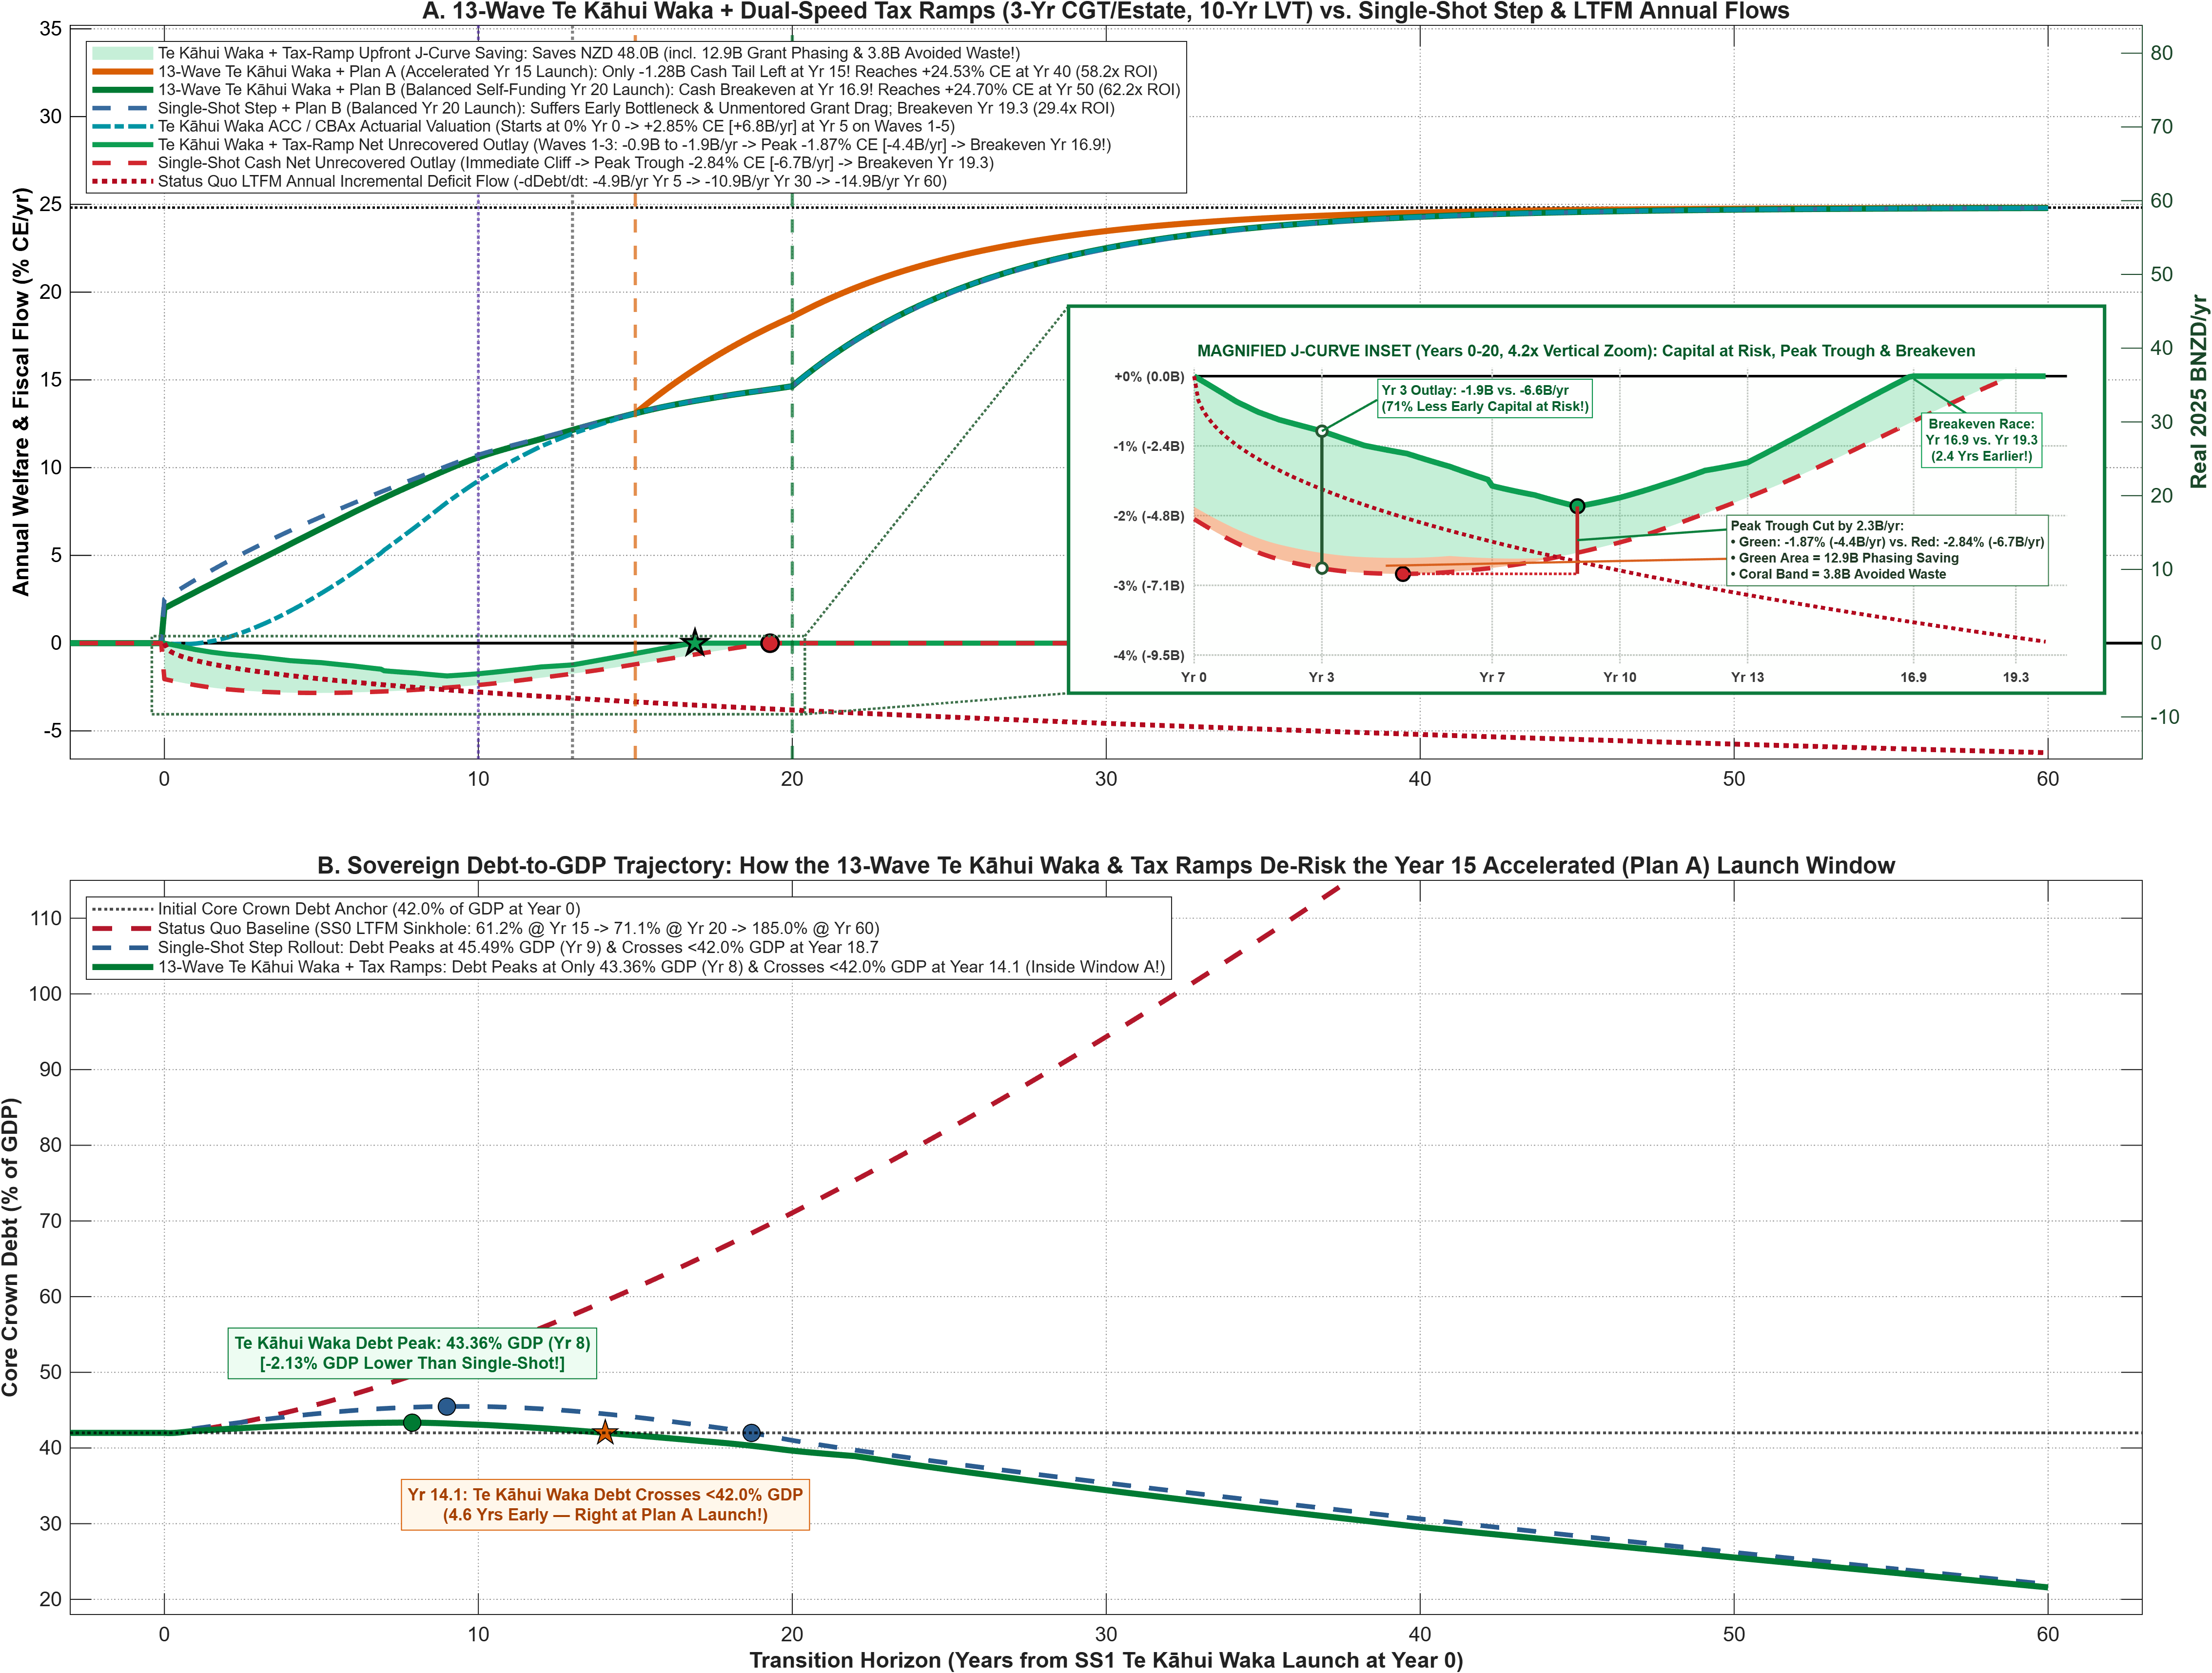 A. 13-Wave Te Kāhui Waka + Dual-Speed Tax Ramps (3-Yr CGT/Estate, 10-Yr LVT) vs. Single-Shot Step & LTFM Annual Flows
Te Kāhui Waka + Tax-Ramp Upfront J-Curve Saving: Saves NZD 48.0B (incl. 12.9B Grant Phasing & 3.8B Avoided Waste!)
13-Wave Te Kāhui Waka + Plan A (Accelerated Yr 15 Launch): Only -1.28B Cash Tail Left at Yr 15! Reaches +24.53% CE at Yr 40 (58.2x ROI)
13-Wave Te Kāhui Waka + Plan B (Balanced Self-Funding Yr 20 Launch): Cash Breakeven at Yr 16.9! Reaches +24.70% CE at Yr 50 (62.2x ROI)
Single-Shot Step + Plan B (Balanced Yr 20 Launch): Suffers Early Bottleneck & Unmentored Grant Drag; Breakeven Yr 19.3 (29.4x ROI)
Te Kāhui Waka ACC / CBAx Actuarial Valuation (Starts at 0% Yr 0 -> +2.85% CE [+6.8B/yr] at Yr 5 on Waves 1-5)
Te Kāhui Waka + Tax-Ramp Net Unrecovered Outlay (Waves 1-3: -0.9B to -1.9B/yr -> Peak -1.87% CE [-4.4B/yr] -> Breakeven Yr 16.9!)
Single-Shot Cash Net Unrecovered Outlay (Immediate Cliff -> Peak Trough -2.84% CE [-6.7B/yr] -> Breakeven Yr 19.3)
Status Quo LTFM Annual Incremental Deficit Flow (-dDebt/dt: -4.9B/yr Yr 5 -> -10.9B/yr Yr 30 -> -14.9B/yr Yr 60)
Annual Welfare & Fiscal Flow (% CE/yr)
35
30
25
20
15
10
5
0
-5
Real 2025 BNZD/yr
80
70
60
50
40
30
20
10
0
-10
MAGNIFIED J-CURVE INSET (Years 0-20, 4.2x Vertical Zoom): Capital at Risk, Peak Trough & Breakeven
+0% (0.0B)
-1% (-2.4B)
-2% (-4.8B)
-3% (-7.1B)
-4% (-9.5B)
Yr 3 Outlay: -1.9B vs. -6.6B/yr
(71% Less Early Capital at Risk!)
Breakeven Race:
Yr 16.9 vs. Yr 19.3
(2.4 Yrs Earlier!)
Peak Trough Cut by 2.3B/yr:
• Green: -1.87% (-4.4B/yr) vs. Red: -2.84% (-6.7B/yr)
• Green Area = 12.9B Phasing Saving
• Coral Band = 3.8B Avoided Waste
Yr 0 Yr 3 Yr 7 Yr 10 Yr 13 16.9 19.3
0 10 20 30 40 50 60
B. Sovereign Debt-to-GDP Trajectory: How the 13-Wave Te Kāhui Waka & Tax Ramps De-Risk the Year 15 Accelerated (Plan A) Launch Window
Initial Core Crown Debt Anchor (42.0% of GDP at Year 0)
Status Quo Baseline (SS0 LTFM Sinkhole: 61.2% @ Yr 15 -> 71.1% @ Yr 20 -> 185.0% @ Yr 60)
Single-Shot Step Rollout: Debt Peaks at 45.49% GDP (Yr 9) & Crosses <42.0% GDP at Year 18.7
13-Wave Te Kāhui Waka + Tax Ramps: Debt Peaks at Only 43.36% GDP (Yr 8) & Crosses <42.0% GDP at Year 14.1 (Inside Window A!)
Core Crown Debt (% of GDP)
110
100
90
80
70
60
50
40
30
20
Te Kāhui Waka Debt Peak: 43.36% GDP (Yr 8)
[-2.13% GDP Lower Than Single-Shot!]
Yr 14.1: Te Kāhui Waka Debt Crosses <42.0% GDP
(4.6 Yrs Early — Right at Plan A Launch!)
0 10 20 30 40 50 60
Transition Horizon (Years from SS1 Te Kāhui Waka Launch at Year 0)